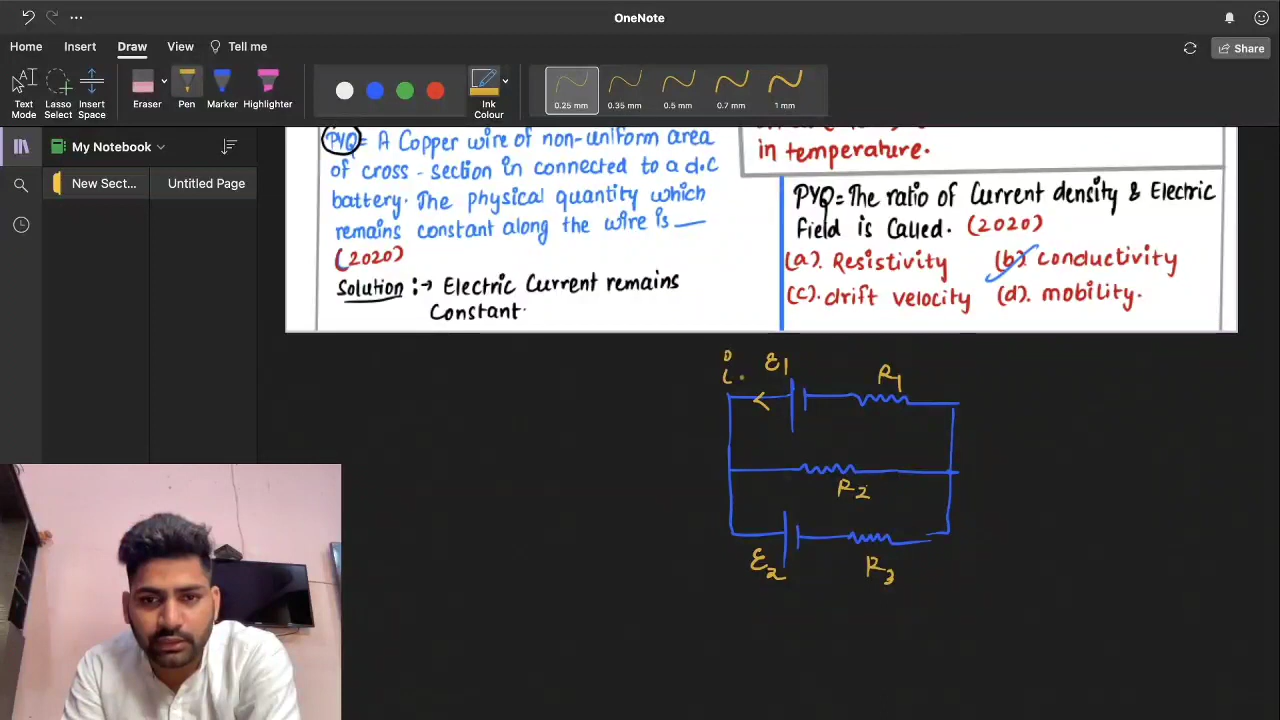 OneNote
Home Insert Draw View Tell me
Share
Text Mode
Lasso Select
Insert Space
Eraser
Pen
Marker
Highlighter
Ink Colour
0.25 mm
0.35 mm
0.5 mm
0.7 mm
1 mm
My Notebook
New Sect...
Untitled Page
PYQ= A Copper wire of non-uniform area
of cross-section in connected to a d.C
battery. The physical quantity which
remains constant along the wire is __
(2020)
Solution :→ Electric Current remains
Constant.
in temperature.
PYQ= The ratio of Current density & Electric
Field is Called. (2020)
(a). Resistivity (b). conductivity
(c). drift velocity (d). mobility.
i
ε1
R1
R2
ε2
R3